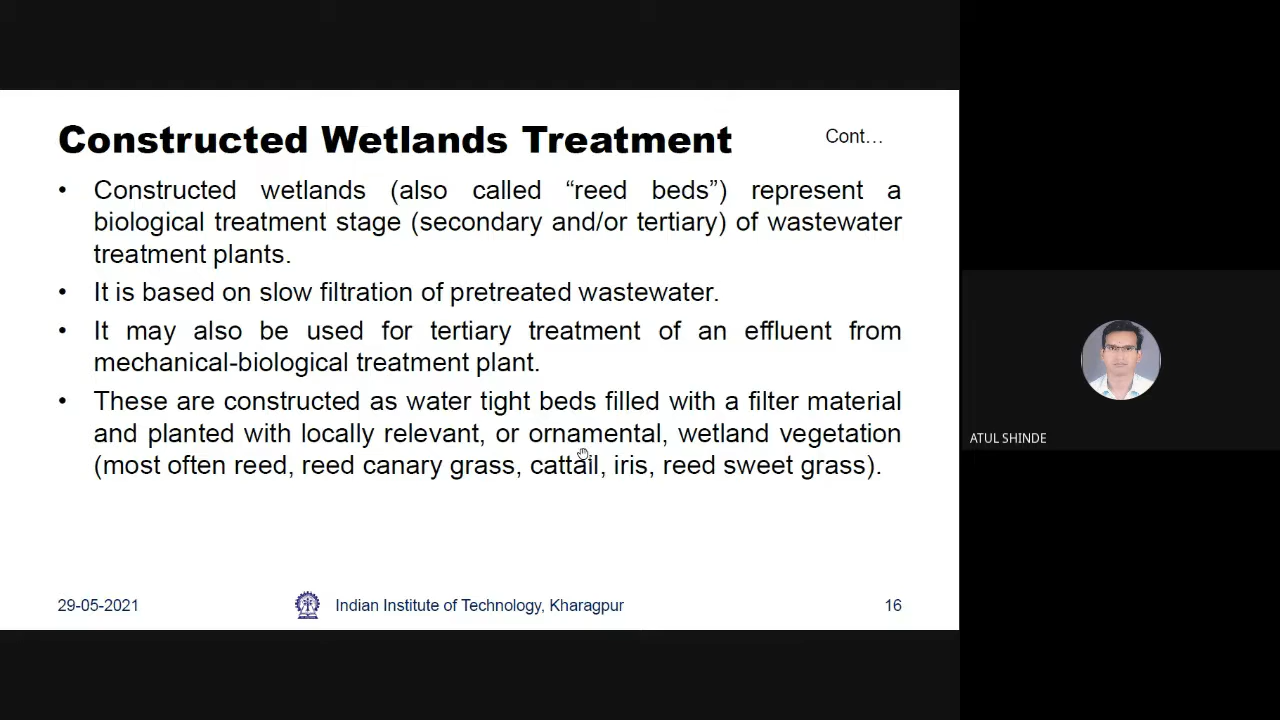 Constructed Wetlands Treatment
Cont...
• Constructed wetlands (also called “reed beds”) represent a
biological treatment stage (secondary and/or tertiary) of wastewater
treatment plants.
• It is based on slow filtration of pretreated wastewater.
• It may also be used for tertiary treatment of an effluent from
mechanical-biological treatment plant.
• These are constructed as water tight beds filled with a filter material
and planted with locally relevant, or ornamental, wetland vegetation
(most often reed, reed canary grass, cattail, iris, reed sweet grass).
ATUL SHINDE
29-05-2021
Indian Institute of Technology, Kharagpur
16